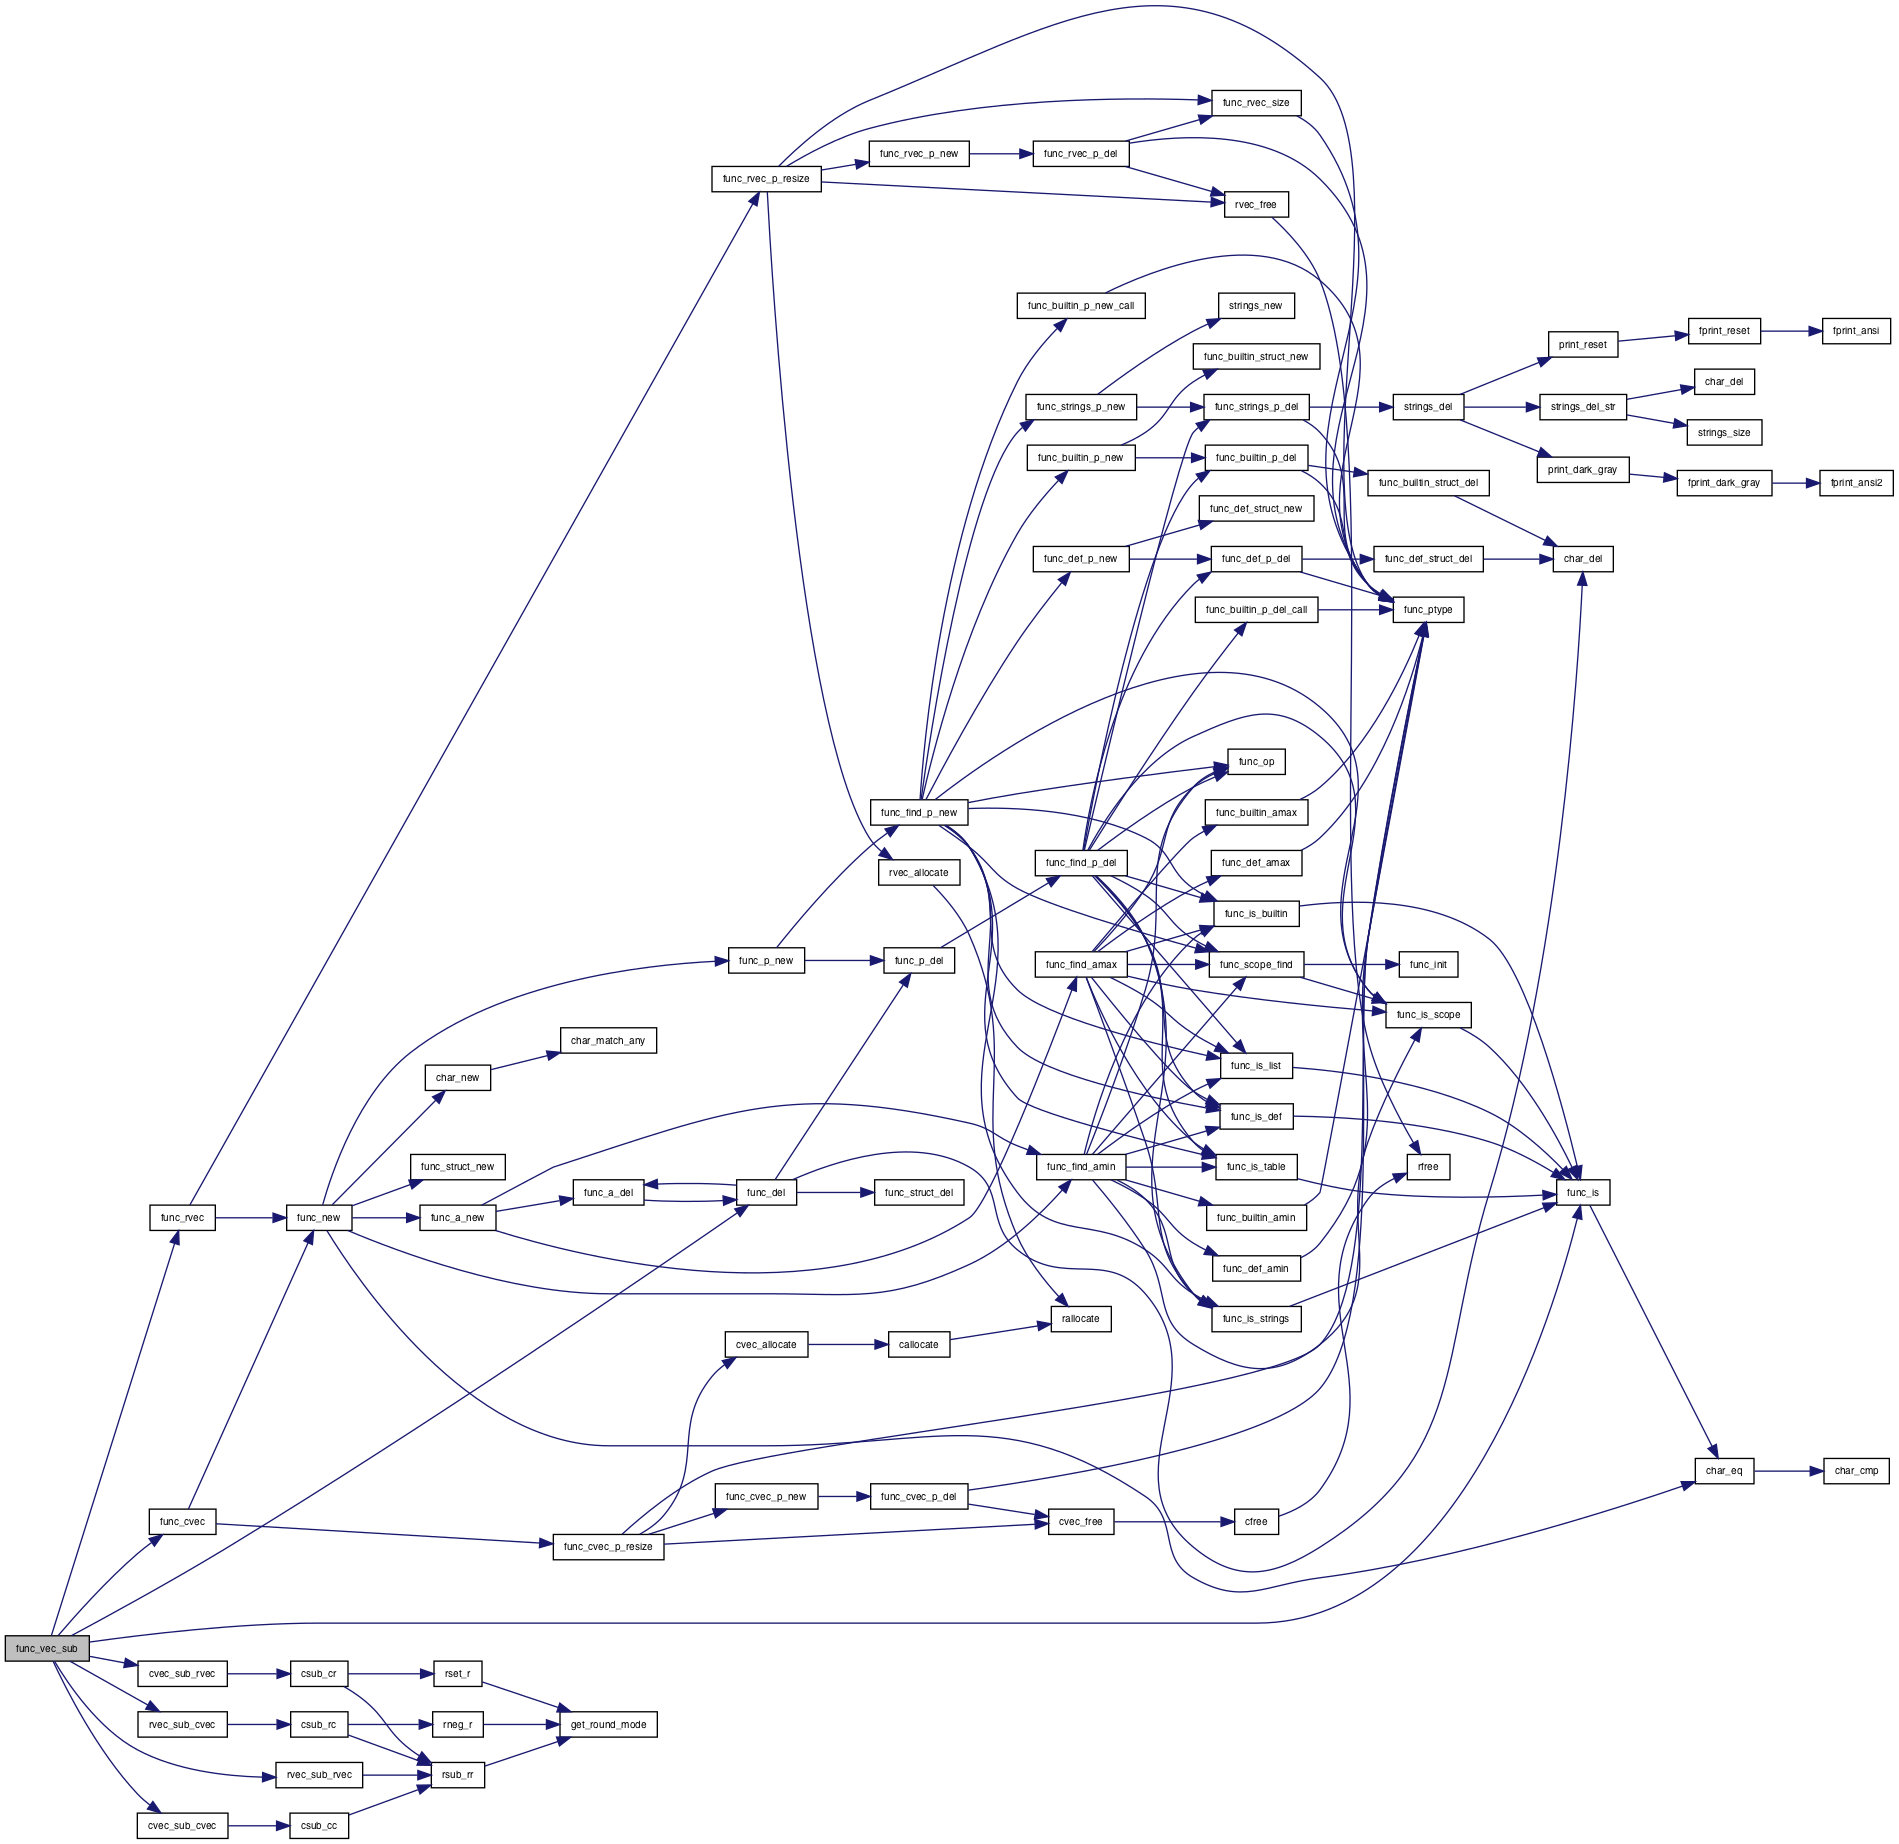 func_rvec_size
func_rvec_p_new
func_rvec_p_del
func_rvec_p_resize
rvec_free
func_builtin_p_new_call
strings_new
fprint_reset
fprint_ansi
print_reset
func_builtin_struct_new
char_del
func_strings_p_new
func_strings_p_del
strings_del
strings_del_str
strings_size
func_builtin_p_new
func_builtin_p_del
print_dark_gray
func_builtin_struct_del
fprint_dark_gray
fprint_ansi2
func_def_struct_new
func_def_p_new
func_def_p_del
func_def_struct_del
char_del
func_builtin_p_del_call
func_ptype
func_op
func_find_p_new
func_builtin_amax
func_find_p_del
func_def_amax
rvec_allocate
func_is_builtin
func_p_new
func_p_del
func_find_amax
func_scope_find
func_init
func_is_scope
char_match_any
func_is_list
char_new
func_is_def
func_struct_new
func_find_amin
func_is_table
rfree
func_a_del
func_del
func_struct_del
func_is
func_rvec
func_new
func_a_new
func_builtin_amin
func_def_amin
rallocate
func_is_strings
cvec_allocate
callocate
char_eq
char_cmp
func_cvec_p_new
func_cvec_p_del
func_cvec
cvec_free
cfree
func_cvec_p_resize
func_vec_sub
cvec_sub_rvec
csub_cr
rset_r
rvec_sub_cvec
csub_rc
rneg_r
get_round_mode
rvec_sub_rvec
rsub_rr
cvec_sub_cvec
csub_cc